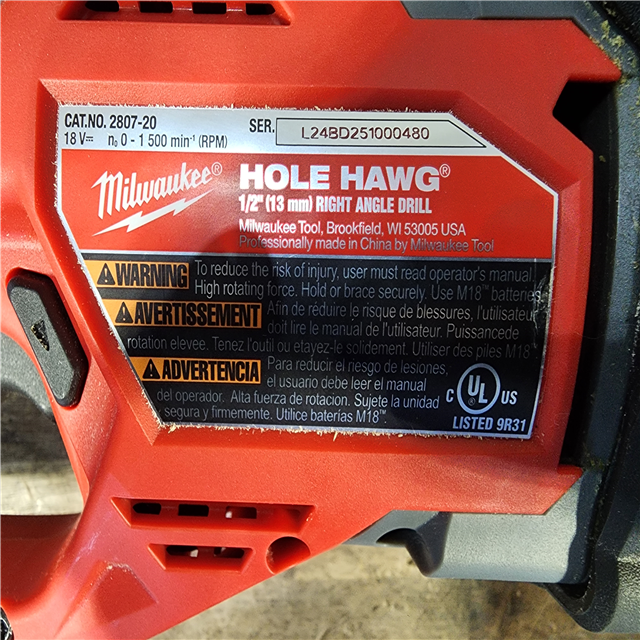 CAT.NO. 2807-20
18 V⎓ n₀ 0 - 1 500 min⁻¹ (RPM)
SER. L24BD251000480
Milwaukee®
HOLE HAWG®
1/2" (13 mm) RIGHT ANGLE DRILL
Milwaukee Tool, Brookfield, WI 53005 USA
Professionally made in China by Milwaukee Tool
WARNING To reduce the risk of injury, user must read operator's manual.
High rotating force. Hold or brace securely. Use M18™ batteries
AVERTISSEMENT Afin de réduire le risque de blessures, l'utilisateur
doit lire le manuel de l'utilisateur. Puissancede
rotation elevee. Tenez l'outil ou etayez-le solidement. Utiliser des piles M18™
ADVERTENCIA Para reducir el riesgo de lesiones,
el usuario debe leer el manual
del operador. Alta fuerza de rotacion. Sujete la unidad
segura y firmemente. Utilice baterías M18™
C UL US
LISTED 9R31